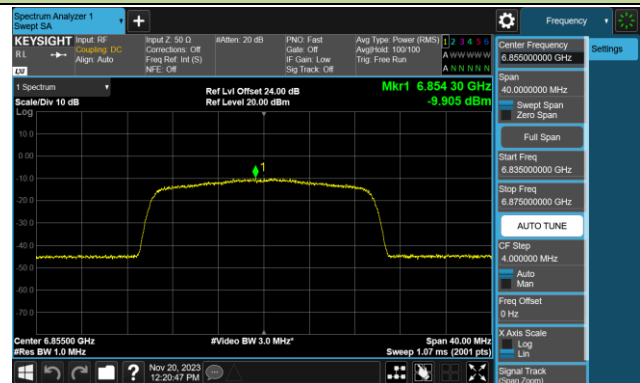 Spectrum Analyzer 1
Swept SA
Frequency
KEYSIGHT
Input: RF
Coupling: DC
Align: Auto
Input Z: 50 Ω
Corrections: Off
Freq Ref: Int (S)
NFE: Off
#Atten: 20 dB
PNO: Fast
Gate: Off
IF Gain: Low
Sig Track: Off
Avg Type: Power (RMS)
Avg|Hold: 100/100
Trig: Free Run
1 2 3 4 5 6
A W W W W W
A N N N N N
RL
LXI
Center Frequency
6.855000000 GHz
Settings
Span
40.0000000 MHz
Swept Span
Zero Span
Full Span
Start Freq
6.835000000 GHz
Stop Freq
6.875000000 GHz
AUTO TUNE
CF Step
4.000000 MHz
Auto
Man
Freq Offset
0 Hz
X Axis Scale
Log
Lin
Signal Track
(Span Zoom)
1 Spectrum
Scale/Div 10 dB
Log
Ref Lvl Offset 24.00 dB
Ref Level 20.00 dBm
Mkr1 6.854 30 GHz
-9.905 dBm
10.0
0.00
-10.0
-20.0
-30.0
-40.0
-50.0
-60.0
-70.0
1
Center 6.85500 GHz
#Res BW 1.0 MHz
#Video BW 3.0 MHz*
Span 40.00 MHz
Sweep 1.07 ms (2001 pts)
?
Nov 20, 2023
12:20:47 PM